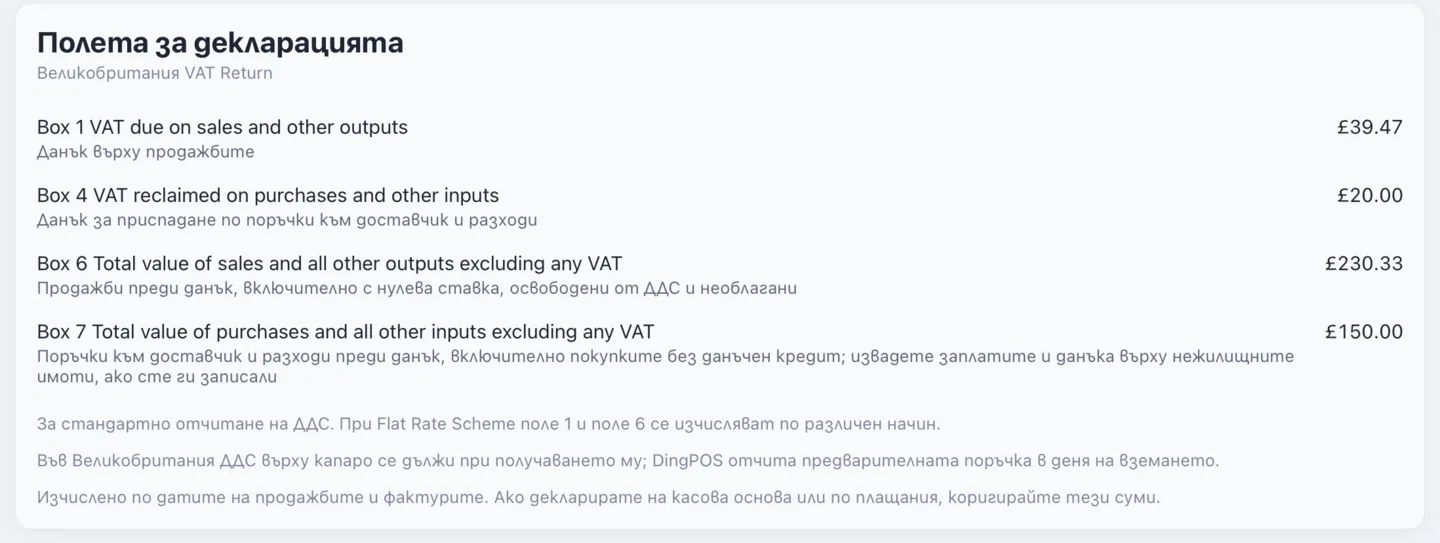 Полета за декларацията
Великобритания VAT Return
Box 1 VAT due on sales and other outputs
£39.47
Данък върху продажбите
Box 4 VAT reclaimed on purchases and other inputs
£20.00
Данък за приспадане по поръчки към доставчик и разходи
Box 6 Total value of sales and all other outputs excluding any VAT
£230.33
Продажби преди данък, включително с нулева ставка, освободени от ДДС и необлагани
Box 7 Total value of purchases and all other inputs excluding any VAT
£150.00
Поръчки към доставчик и разходи преди данък, включително покупките без данъчен кредит; извадете заплатите и данъка върху нежилищните
имоти, ако сте ги записали
За стандартно отчитане на ДДС. При Flat Rate Scheme поле 1 и поле 6 се изчисляват по различен начин.
Във Великобритания ДДС върху капаро се дължи при получаването му; DingPOS отчита предварителната поръчка в деня на вземането.
Изчислено по датите на продажбите и фактурите. Ако декларирате на касова основа или по плащания, коригирайте тези суми.